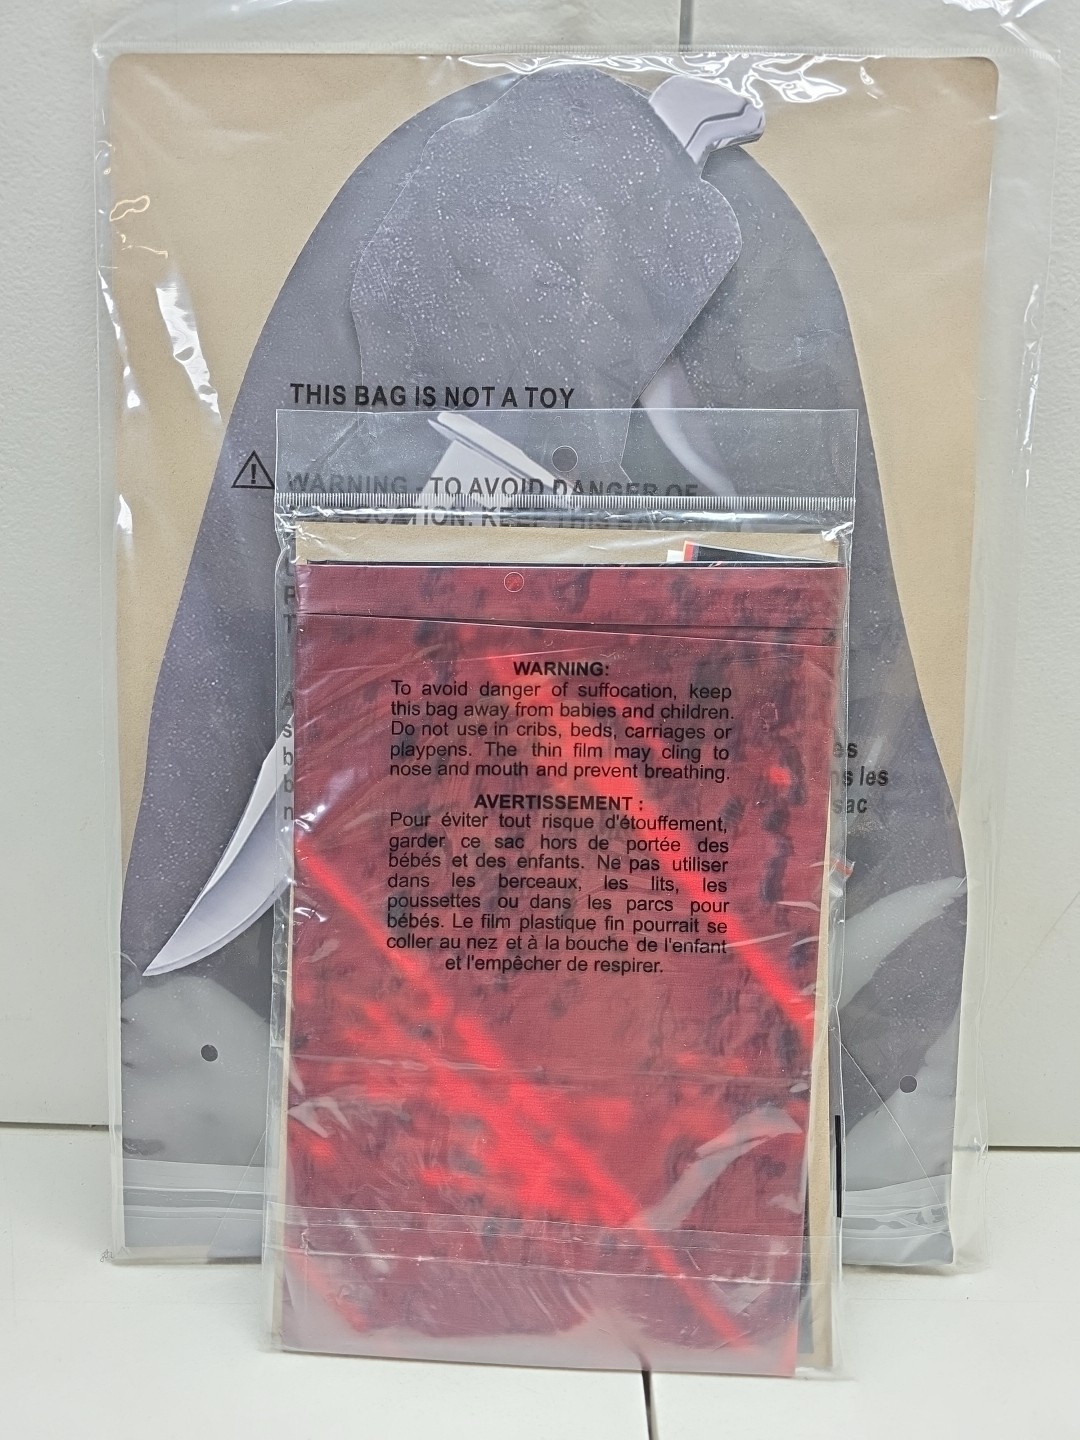 THIS BAG IS NOT A TOY
WARNING - TO AVOID DANGER OF
KEEP THIS
WARNING:
To avoid danger of suffocation, keep
this bag away from babies and children.
Do not use in cribs, beds, carriages or
playpens. The thin film may cling to
nose and mouth and prevent breathing.
AVERTISSEMENT :
Pour éviter tout risque d'étouffement,
garder ce sac hors de portée des
bébés et des enfants. Ne pas utiliser
dans les berceaux, les lits, les
poussettes ou dans les parcs pour
bébés. Le film plastique fin pourrait se
coller au nez et à la bouche de l'enfant
et l'empêcher de respirer.
les
sac